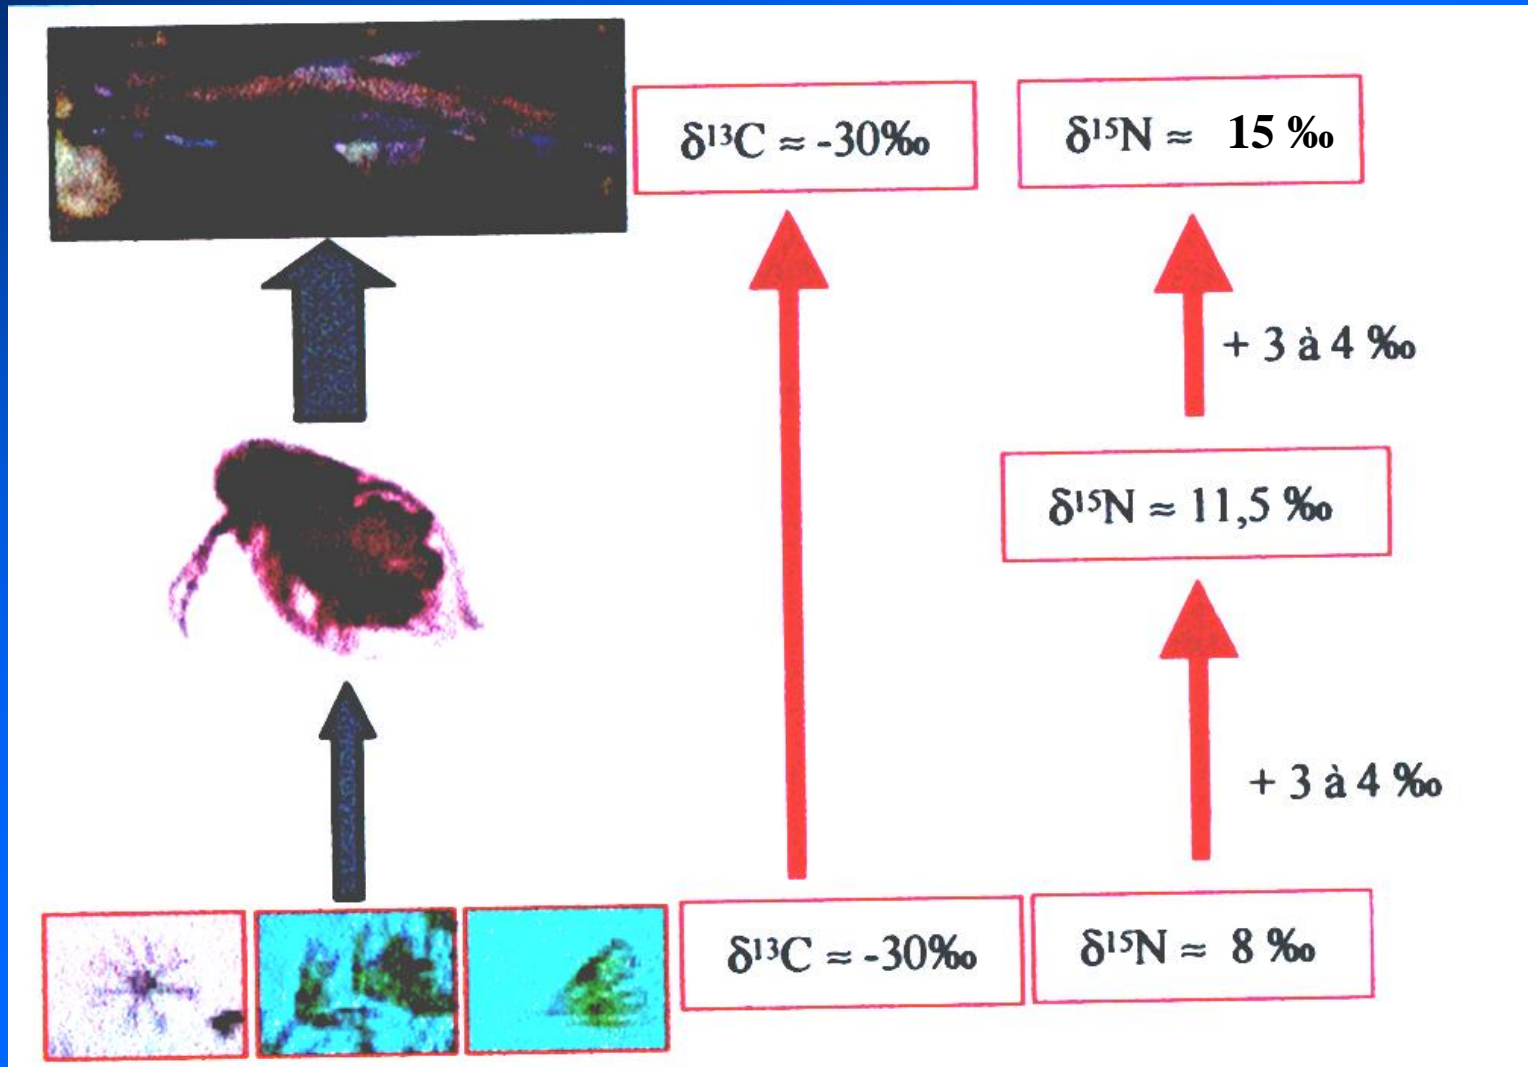 δ¹³C ≈ -30‰
δ¹⁵N ≈ 15 ‰
+ 3 à 4 ‰
δ¹⁵N ≈ 11,5 ‰
+ 3 à 4 ‰
δ¹³C ≈ -30‰
δ¹⁵N ≈ 8 ‰